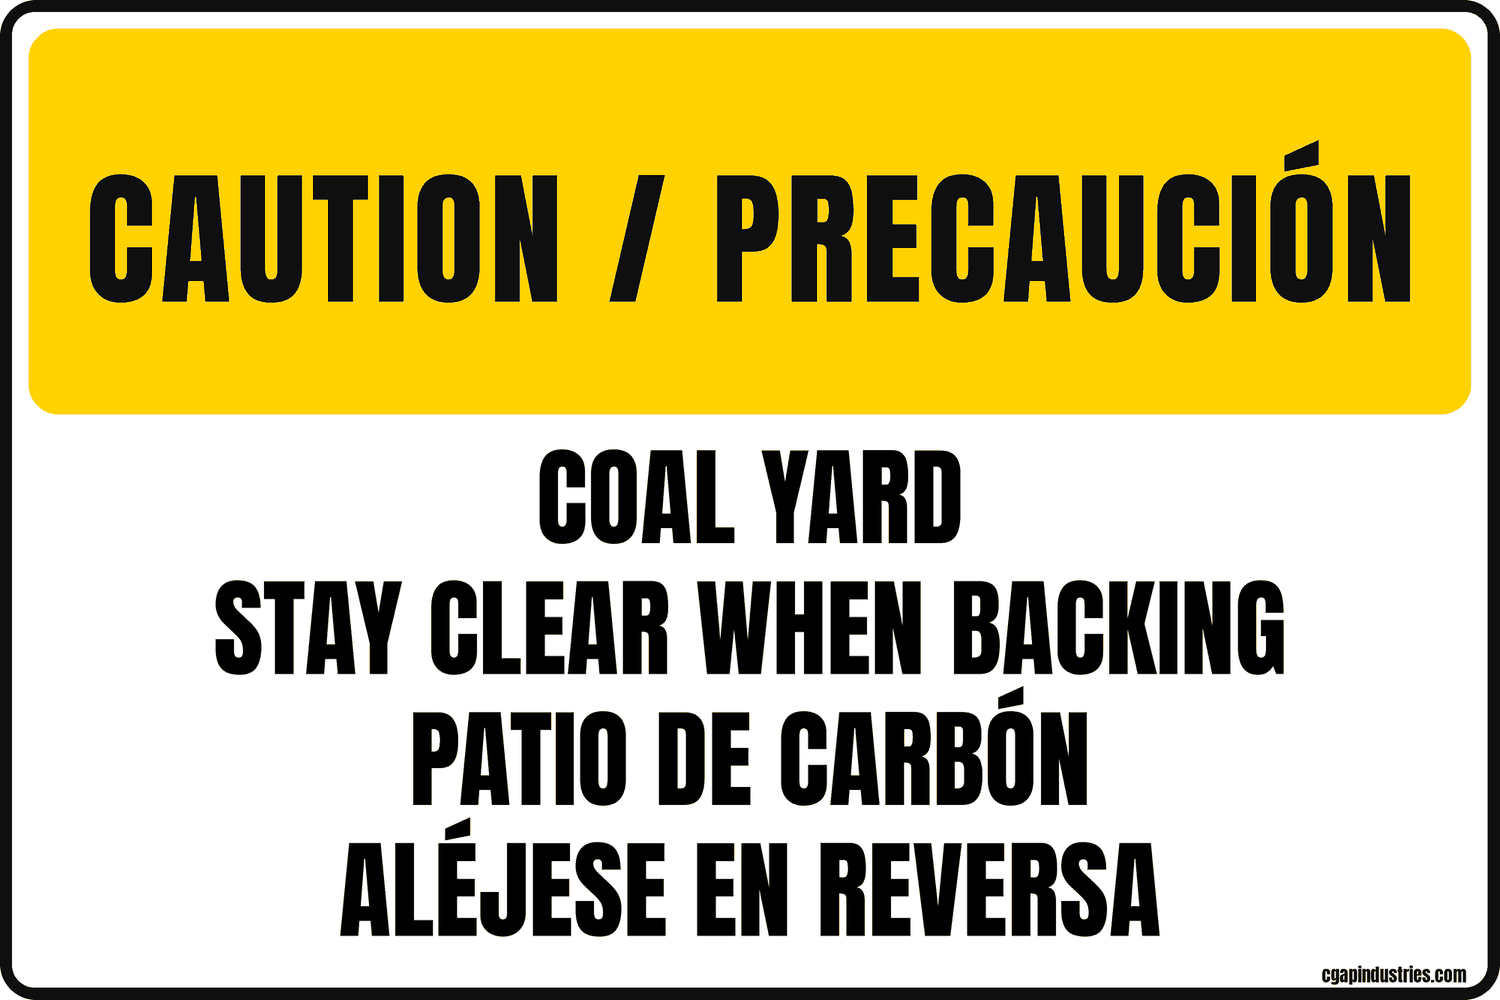 CAUTION / PRECAUCIÓN
COAL YARD
STAY CLEAR WHEN BACKING
PATIO DE CARBÓN
ALÉJESE EN REVERSA
cgapindustries.com